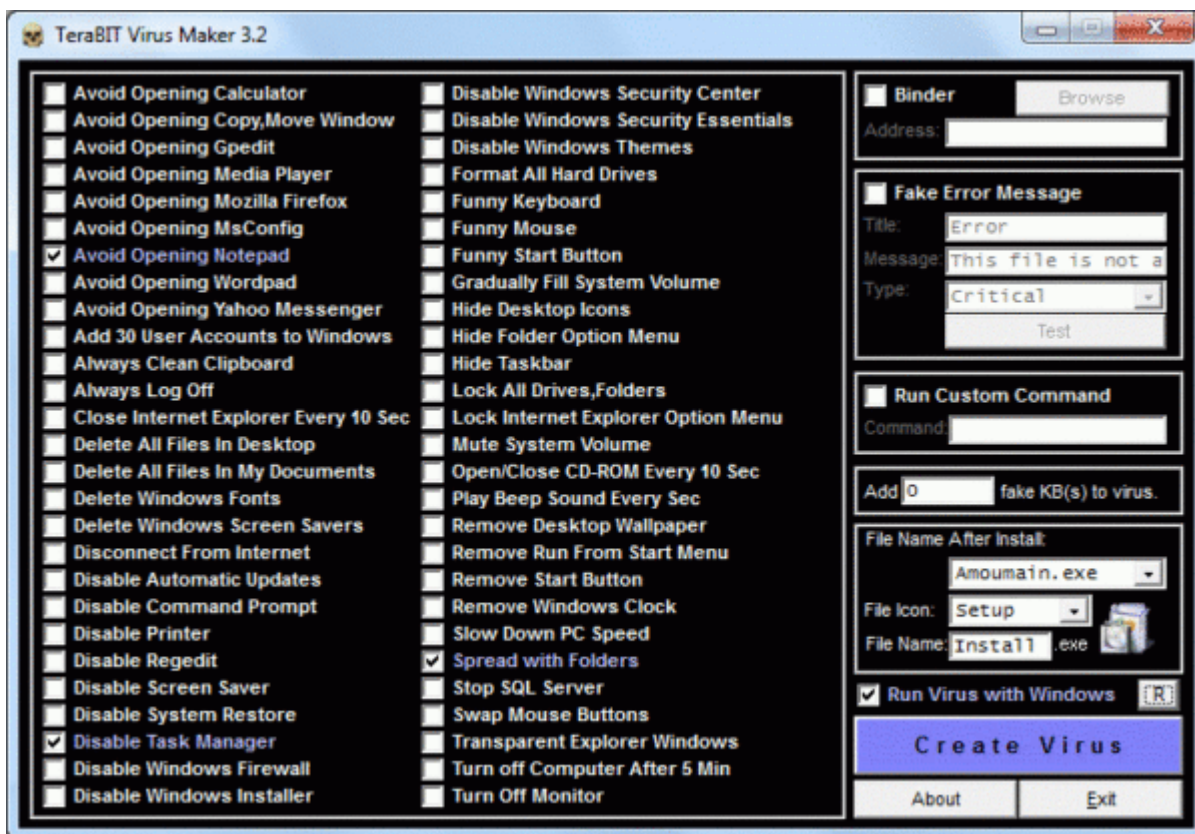 TeraBIT Virus Maker 3.2
Avoid Opening Calculator
Avoid Opening Copy,Move Window
Avoid Opening Gpedit
Avoid Opening Media Player
Avoid Opening Mozilla Firefox
Avoid Opening MsConfig
Avoid Opening Notepad
Avoid Opening Wordpad
Avoid Opening Yahoo Messenger
Add 30 User Accounts to Windows
Always Clean Clipboard
Always Log Off
Close Internet Explorer Every 10 Sec
Delete All Files In Desktop
Delete All Files In My Documents
Delete Windows Fonts
Delete Windows Screen Savers
Disconnect From Internet
Disable Automatic Updates
Disable Command Prompt
Disable Printer
Disable Regedit
Disable Screen Saver
Disable System Restore
Disable Task Manager
Disable Windows Firewall
Disable Windows Installer
Disable Windows Security Center
Disable Windows Security Essentials
Disable Windows Themes
Format All Hard Drives
Funny Keyboard
Funny Mouse
Funny Start Button
Gradually Fill System Volume
Hide Desktop Icons
Hide Folder Option Menu
Hide Taskbar
Lock All Drives,Folders
Lock Internet Explorer Option Menu
Mute System Volume
Open/Close CD-ROM Every 10 Sec
Play Beep Sound Every Sec
Remove Desktop Wallpaper
Remove Run From Start Menu
Remove Start Button
Remove Windows Clock
Slow Down PC Speed
Spread with Folders
Stop SQL Server
Swap Mouse Buttons
Transparent Explorer Windows
Turn off Computer After 5 Min
Turn Off Monitor
Binder Browse
Address:
Fake Error Message
Title: Error
Message: This file is not a
Type: Critical
Test
Run Custom Command
Command:
Add 0 fake KB(s) to virus.
File Name After Install:
Amoumain.exe
File Icon: Setup
File Name: Install .exe
Run Virus with Windows R
Create Virus
About Exit